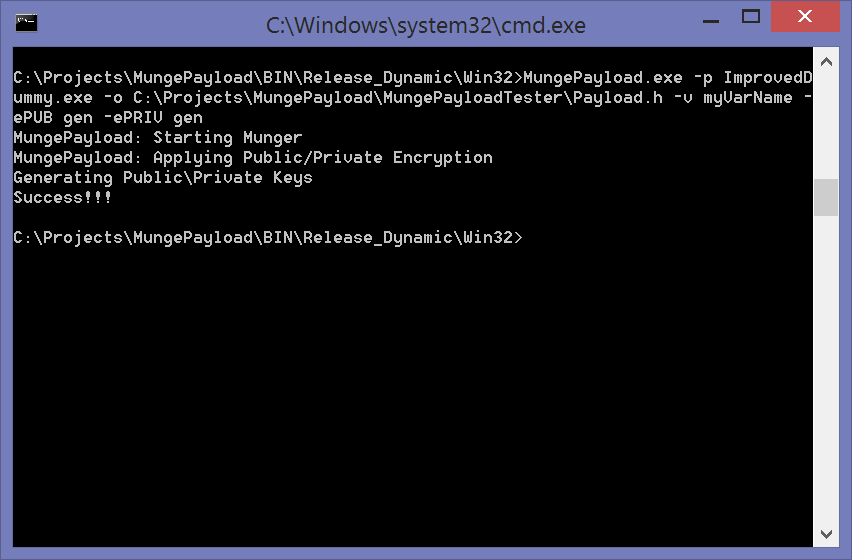 C:\Windows\system32\cmd.exe
C:\Projects\MungePayload\BIN\Release_Dynamic\Win32>MungePayload.exe -p ImprovedD
ummy.exe -o C:\Projects\MungePayload\MungePayloadTester\Payload.h -v myVarName -
ePUB gen -ePRIV gen
MungePayload: Starting Munger
MungePayload: Applying Public/Private Encryption
Generating Public\Private Keys
Success!!!
C:\Projects\MungePayload\BIN\Release_Dynamic\Win32>